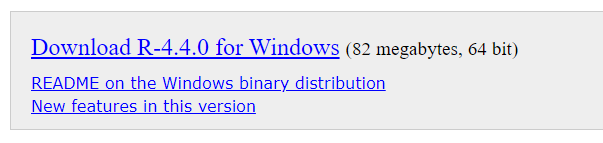 Download R-4.4.0 for Windows (82 megabytes, 64 bit)
README on the Windows binary distribution
New features in this version